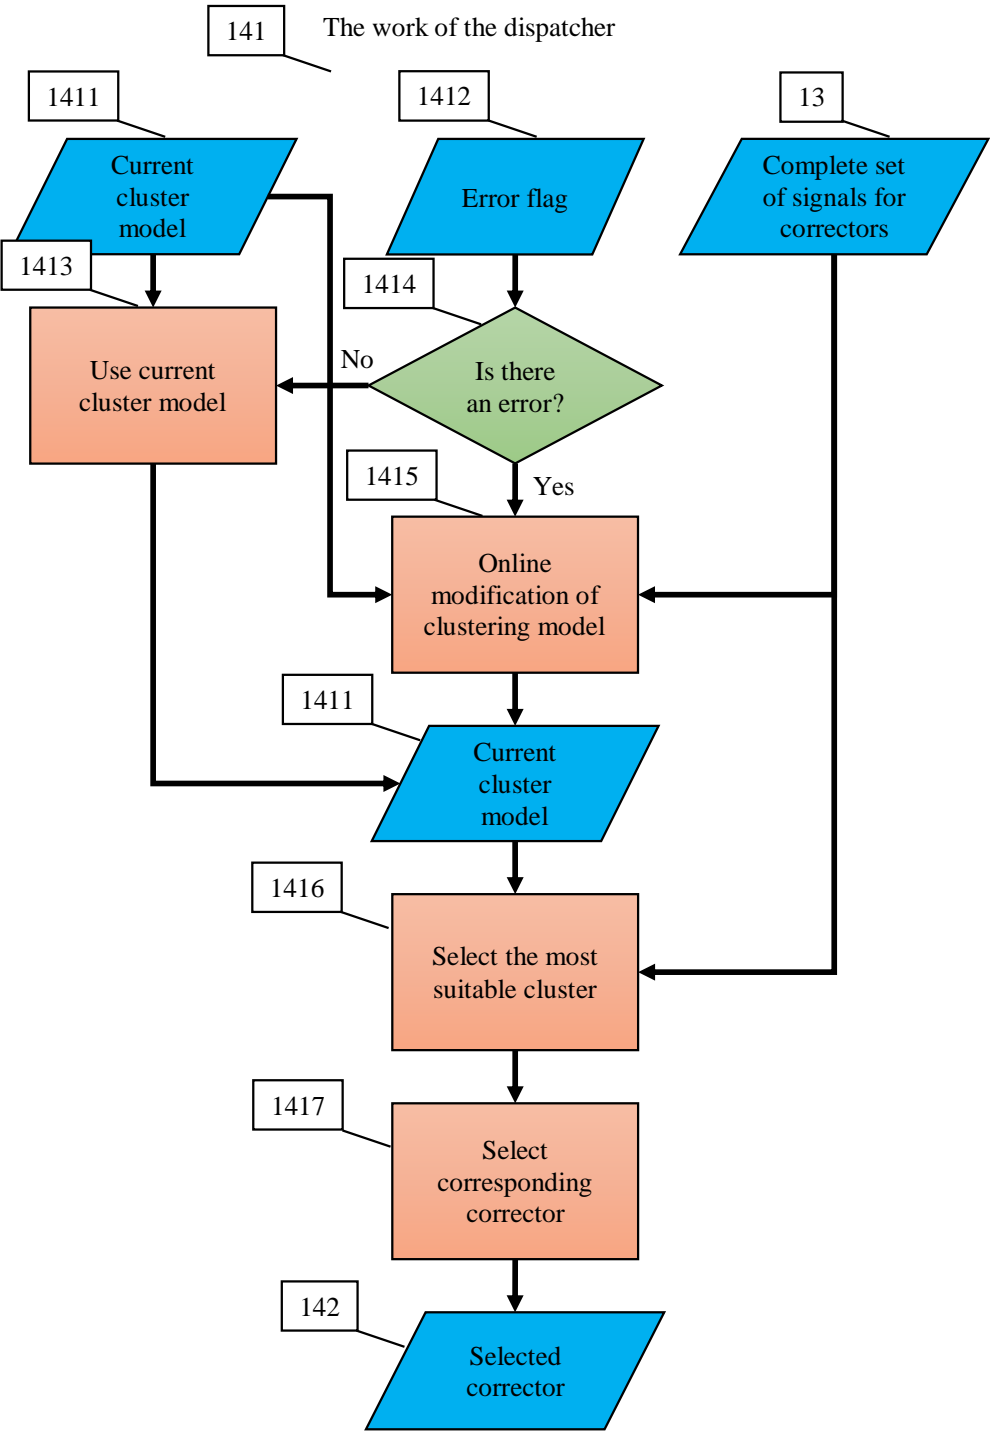 141
The work of the dispatcher
1411
1412
13
Current
cluster
model
Error flag
Complete set
of signals for
correctors
1413
1414
Use current
cluster model
No
Is there
an error?
1415
Yes
Online
modification of
clustering model
1411
Current
cluster
model
1416
Select the most
suitable cluster
1417
Select
corresponding
corrector
142
Selected
corrector